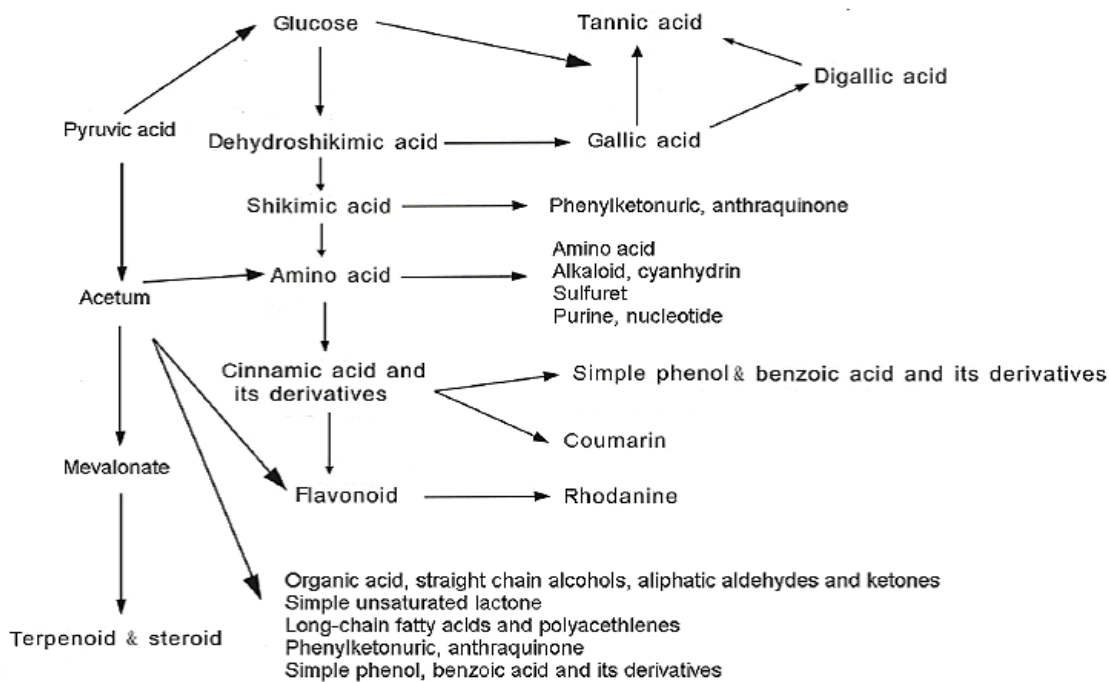 Glucose
Tannic acid
Digallic acid
Pyruvic acid
Dehydroshikimic acid
Gallic acid
Shikimic acid
Phenylketonuric, anthraquinone
Amino acid
Amino acid
Alkaloid, cyanhydrin
Sulfuret
Purine, nucleotide
Acetum
Cinnamic acid and
its derivatives
Simple phenol & benzoic acid and its derivatives
Coumarin
Mevalonate
Flavonoid
Rhodanine
Organic acid, straight chain alcohols, aliphatic aldehydes and ketones
Simple unsaturated lactone
Long-chain fatty acids and polyacethlenes
Phenylketonuric, anthraquinone
Simple phenol, benzoic acid and its derivatives
Terpenoid & steroid